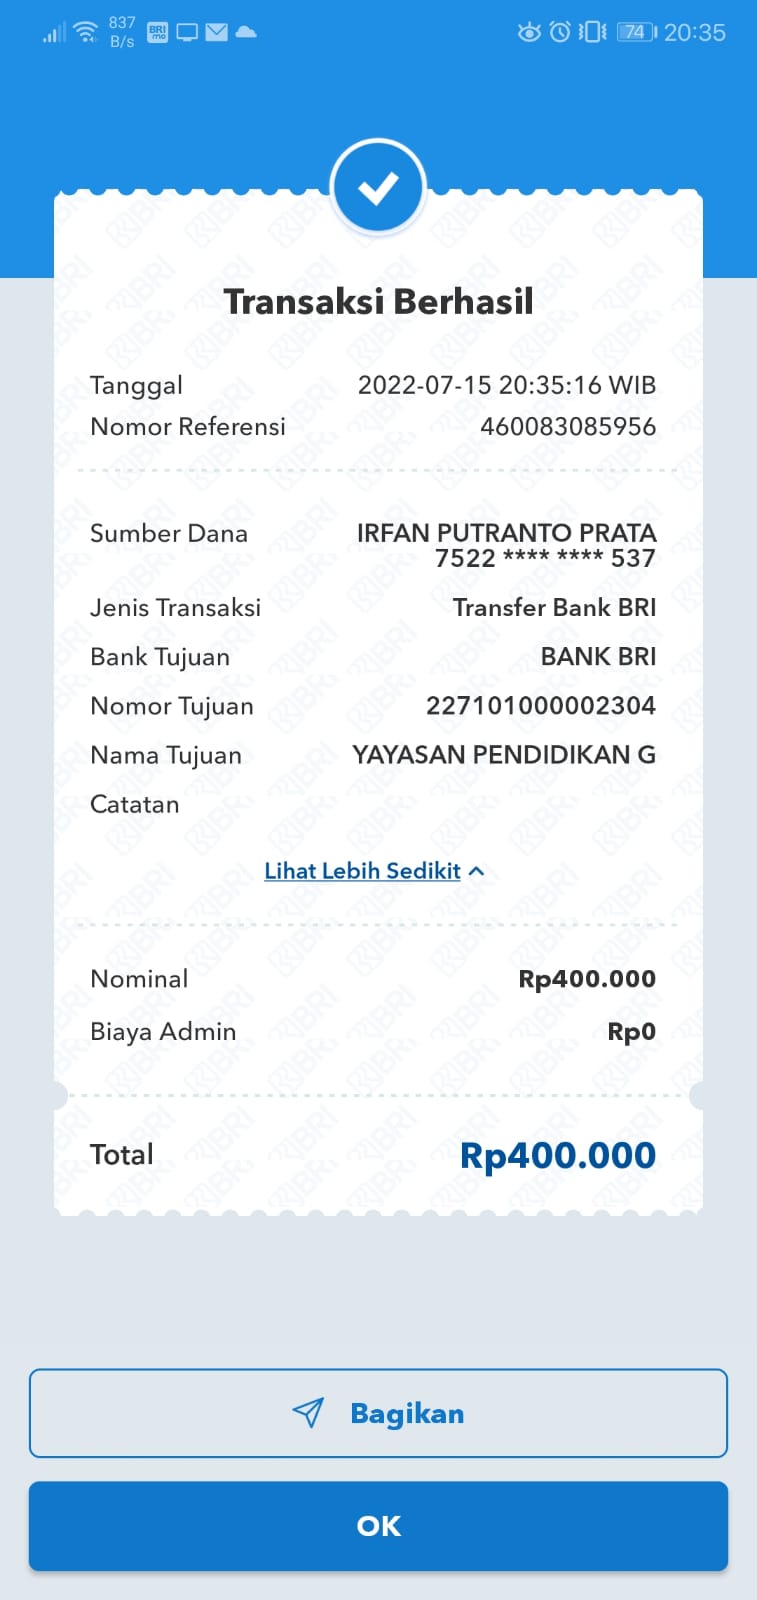 837
B/s
BRI
mo
74
20:35
Transaksi Berhasil
Tanggal 2022-07-15 20:35:16 WIB
Nomor Referensi 460083085956
Sumber Dana IRFAN PUTRANTO PRATA
7522 **** **** 537
Jenis Transaksi Transfer Bank BRI
Bank Tujuan BANK BRI
Nomor Tujuan 227101000002304
Nama Tujuan YAYASAN PENDIDIKAN G
Catatan
Lihat Lebih Sedikit
Nominal Rp400.000
Biaya Admin Rp0
Total Rp400.000
Bagikan
OK